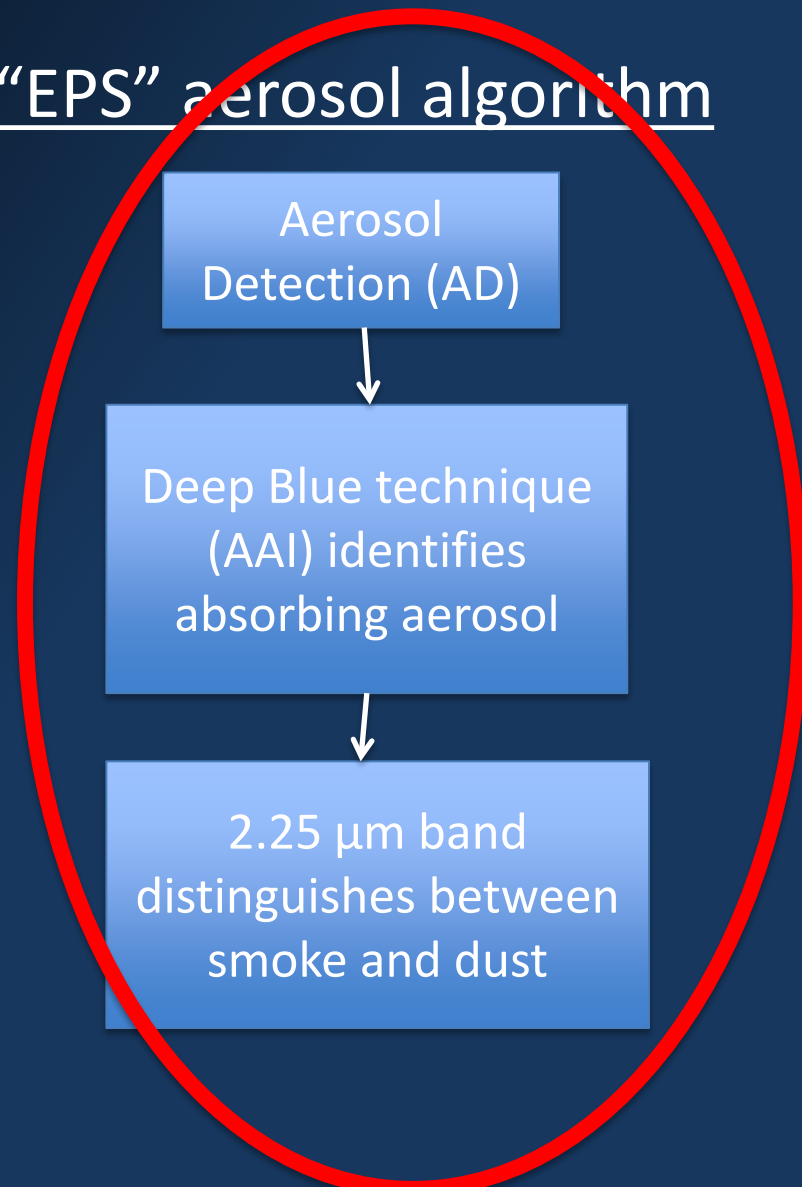 “EPS” aerosol algorithm
Aerosol
Detection (AD)
Deep Blue technique
(AAI) identifies
absorbing aerosol
2.25 µm band
distinguishes between
smoke and dust